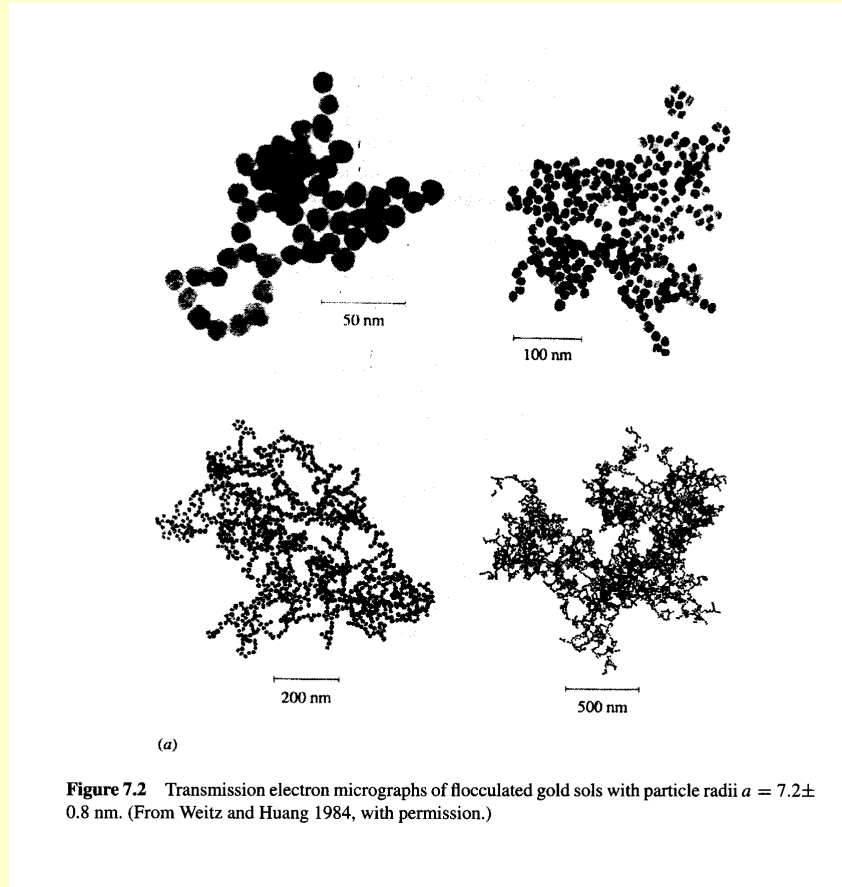 50 nm
100 nm
200 nm
500 nm
(a)
Figure 7.2 Transmission electron micrographs of flocculated gold sols with particle radii a = 7.2±
0.8 nm. (From Weitz and Huang 1984, with permission.)